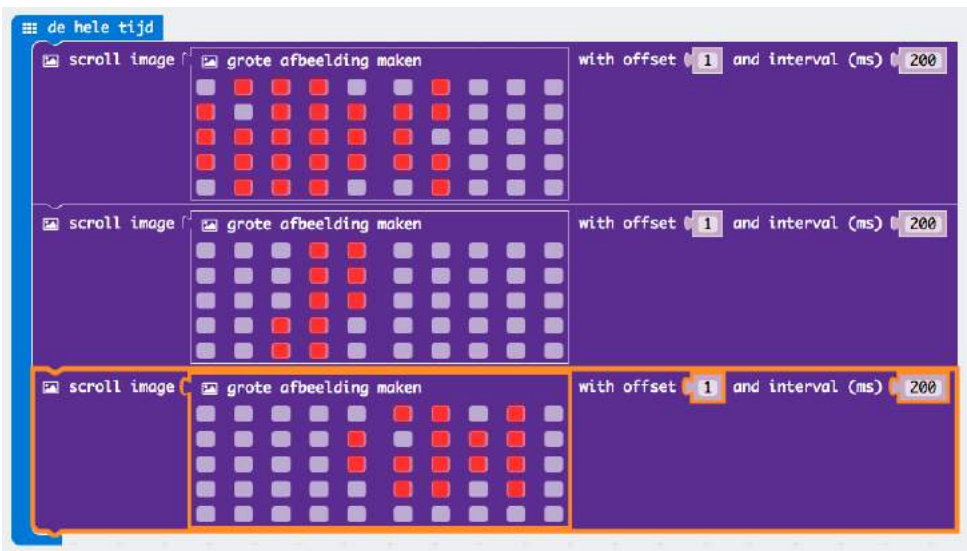 de hele tijd
scroll image grote afbeelding maken with offset 1 and interval (ms) 200
scroll image grote afbeelding maken with offset 1 and interval (ms) 200
scroll image grote afbeelding maken with offset 1 and interval (ms) 200